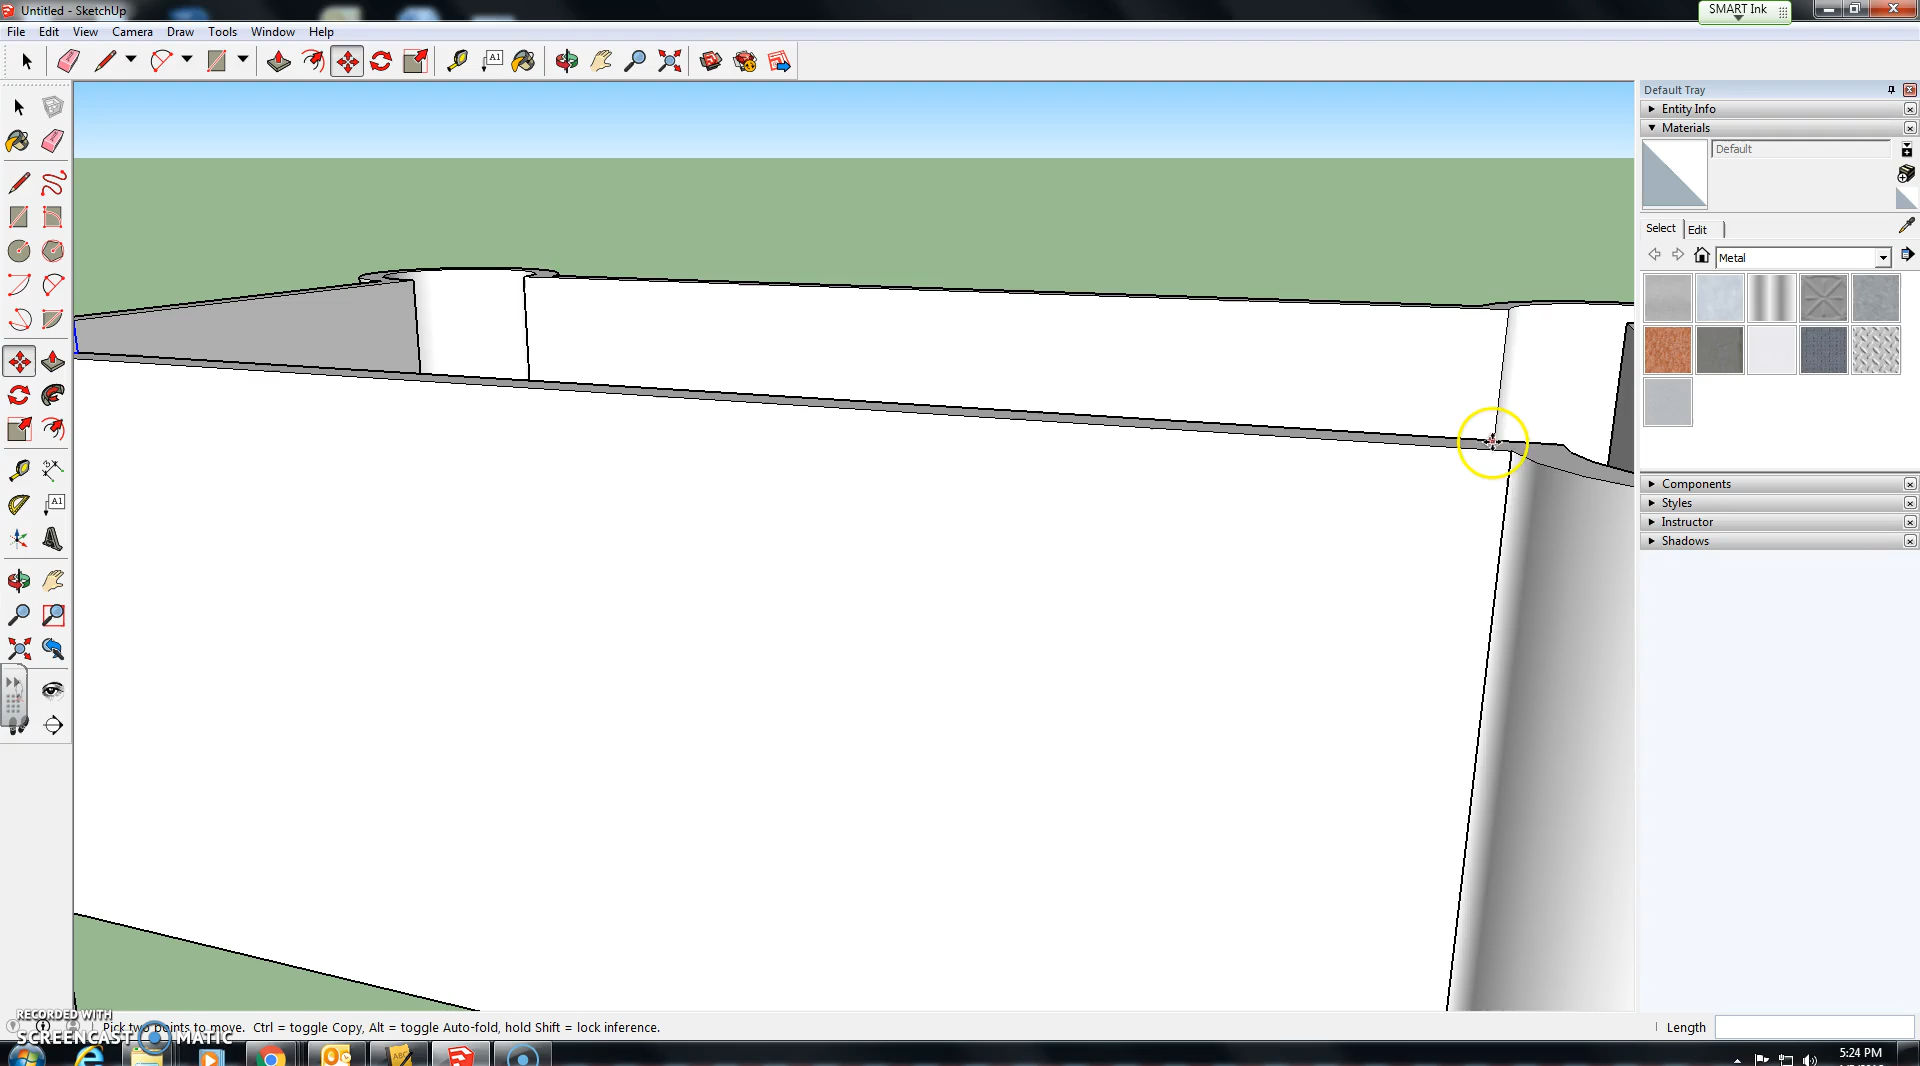 Untitled - SketchUp
SMART Ink
File Edit View Camera Draw Tools Window Help
A1
Default Tray
Entity Info
Materials
Default
Select Edit
Metal
A1
Components
Styles
Instructor
Shadows
RECORDED WITH
SCREENCAST MATIC
Pick two points to move. Ctrl = toggle Copy, Alt = toggle Auto-fold, hold Shift = lock inference.
Length
5:24 PM